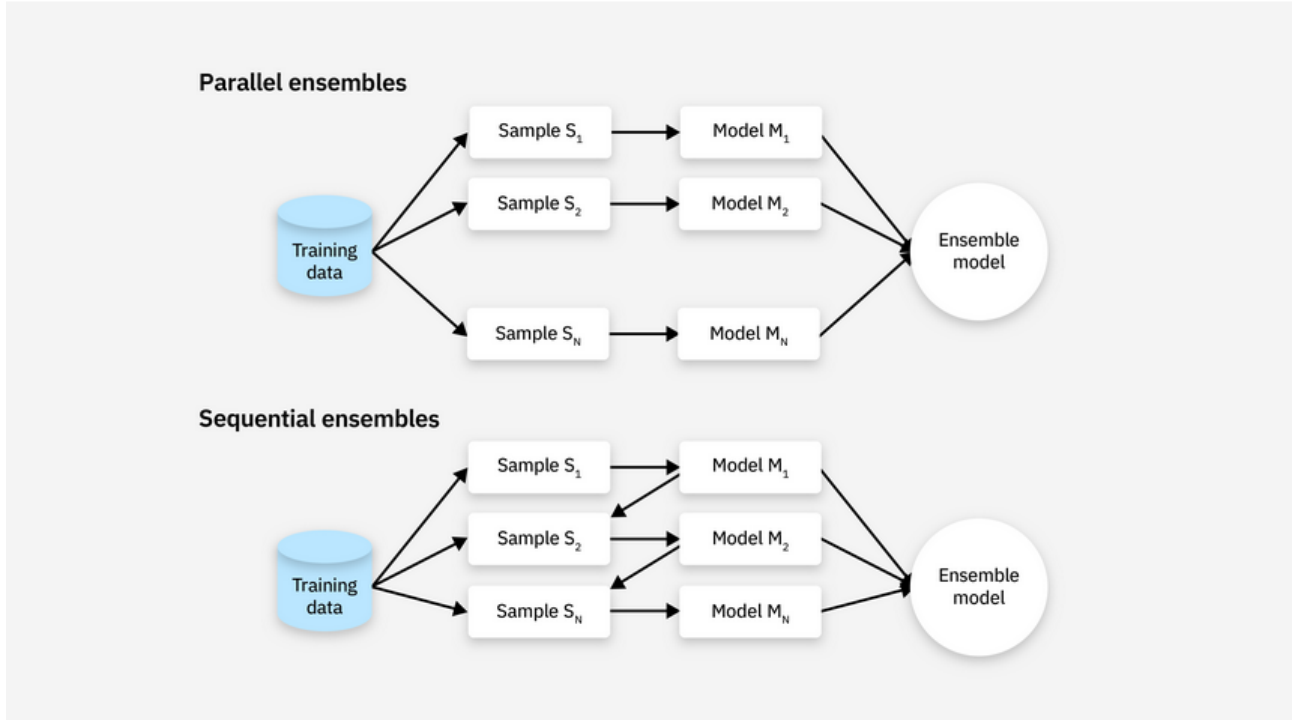 Parallel ensembles
Sample S₁
Model M₁
Sample S₂
Model M₂
Training
data
Ensemble
model
Sample Sₙ
Model Mₙ
Sequential ensembles
Sample S₁
Model M₁
Sample S₂
Model M₂
Training
data
Ensemble
model
Sample Sₙ
Model Mₙ